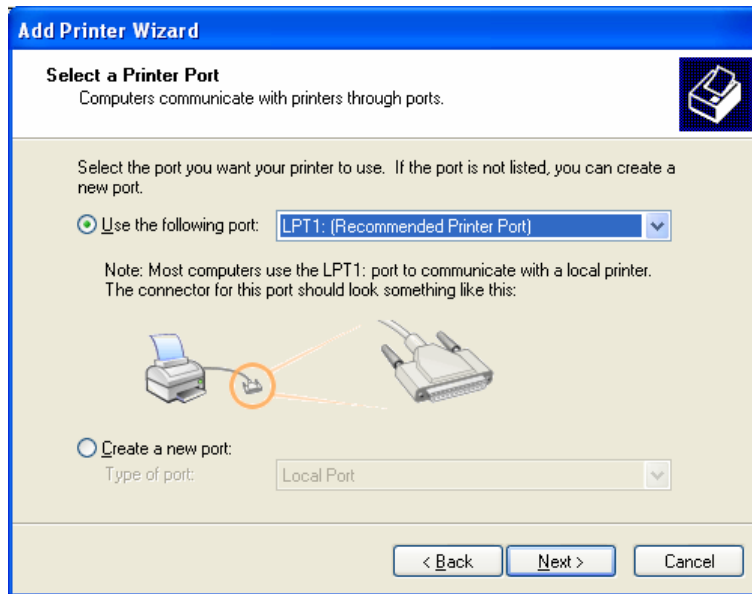 Add Printer Wizard
Select a Printer Port
Computers communicate with printers through ports.
Select the port you want your printer to use.  If the port is not listed, you can create a
new port.
Use the following port: LPT1: (Recommended Printer Port)
Note: Most computers use the LPT1: port to communicate with a local printer.
The connector for this port should look something like this:
Create a new port:
Type of port: Local Port
< Back Next > Cancel